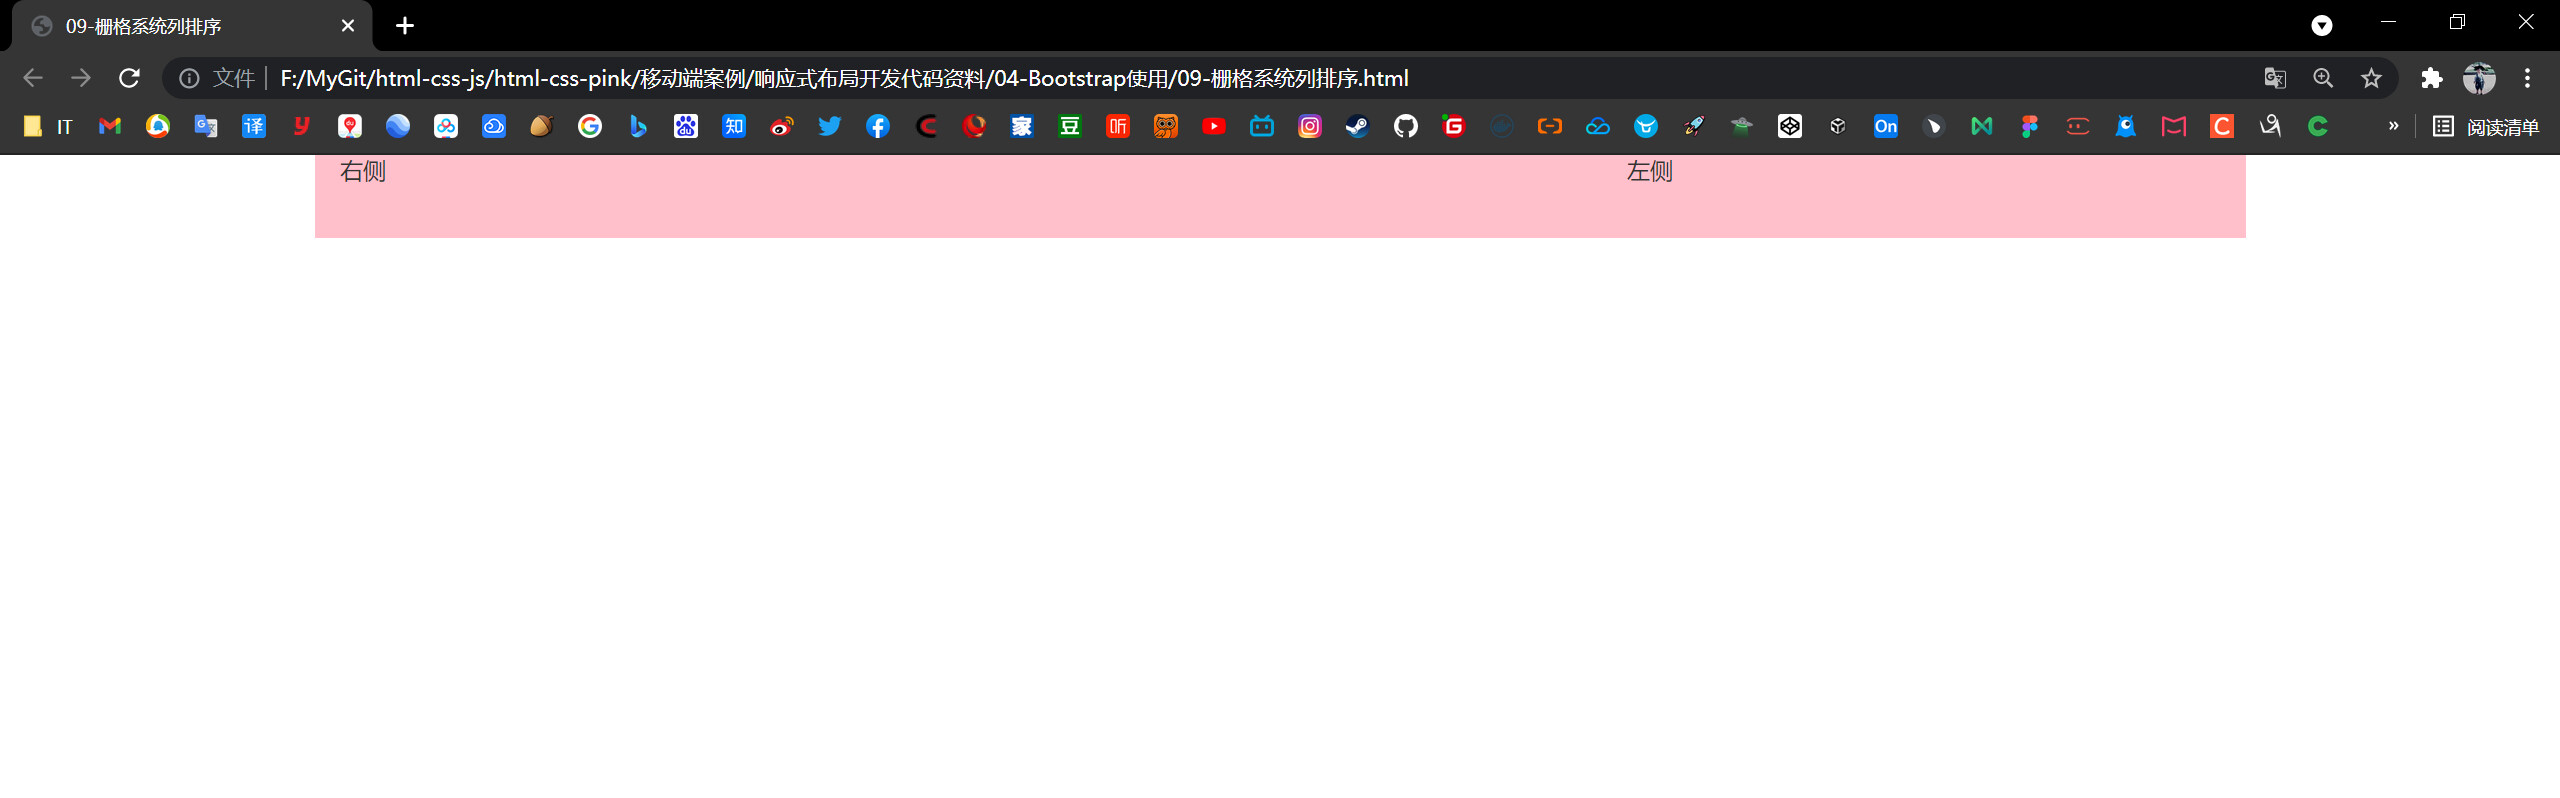 09-栅格系统列排序
文件 F:/MyGit/html-css-js/html-css-pink/移动端案例/响应式布局开发代码资料/04-Bootstrap使用/09-栅格系统列排序.html
IT 译 知 家 豆 听 On » 阅读清单
右侧 左侧